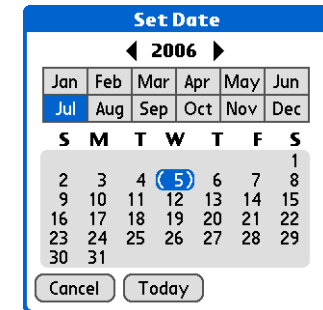 Set Date
2006
Jan Feb Mar Apr May Jun
Jul Aug Sep Oct Nov Dec
S M T W T F S
1
2 3 4 (5) 6 7 8
9 10 11 12 13 14 15
16 17 18 19 20 21 22
23 24 25 26 27 28 29
30 31
Cancel Today